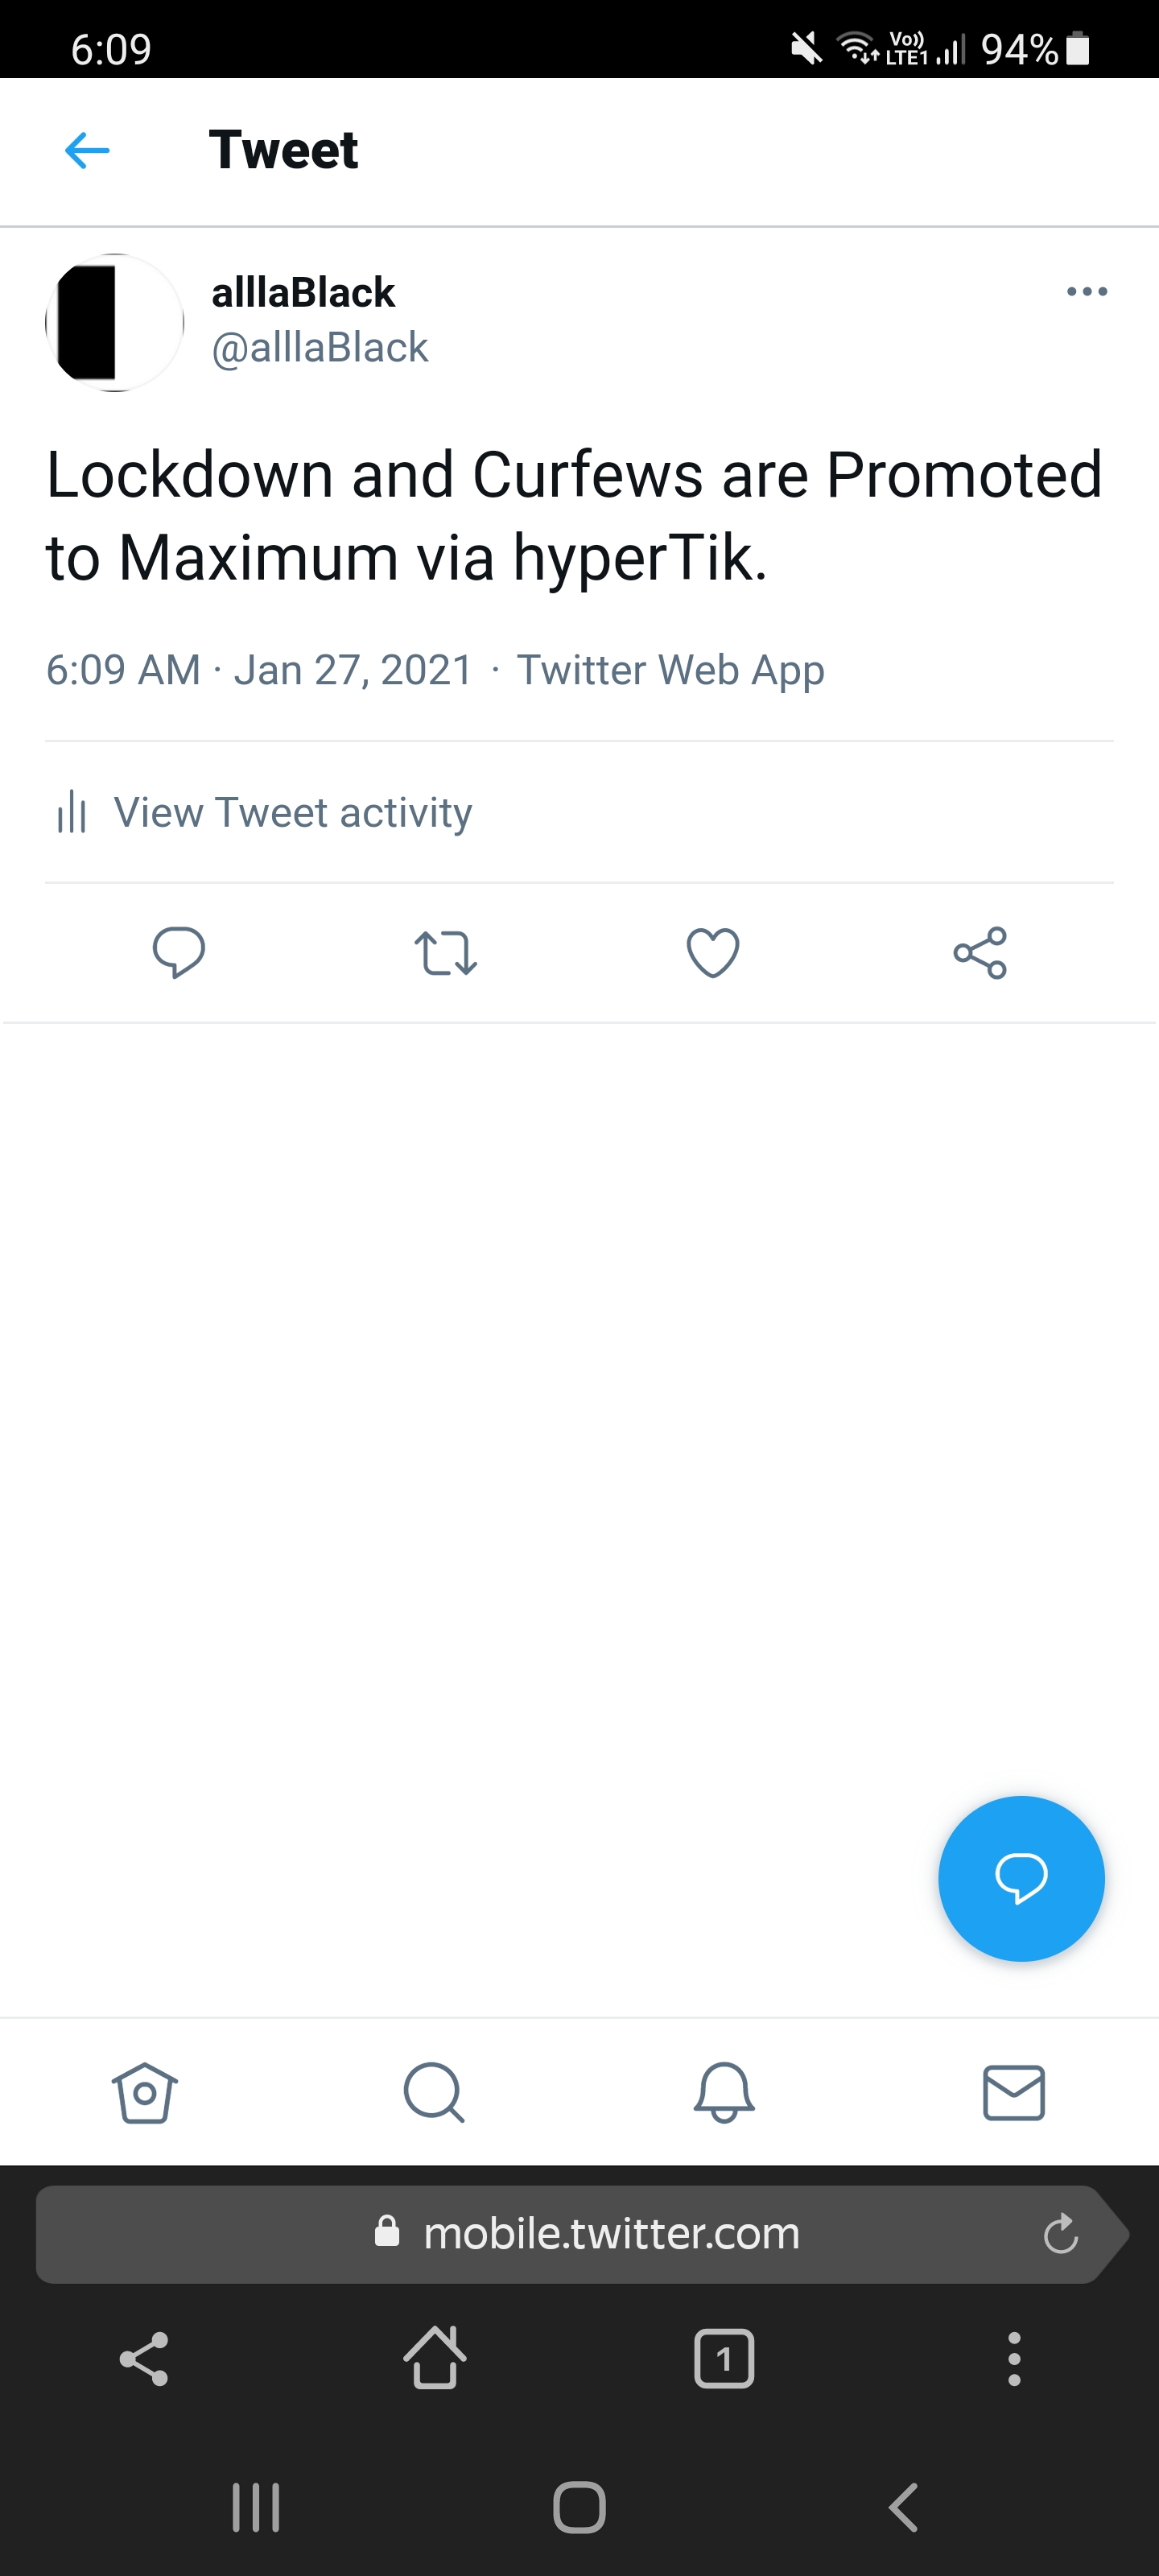 6:09
Vo)) LTE1 94%
Tweet
alllaBlack
@alllaBlack
Lockdown and Curfews are Promoted
to Maximum via hyperTik.
6:09 AM · Jan 27, 2021 · Twitter Web App
View Tweet activity
mobile.twitter.com
1